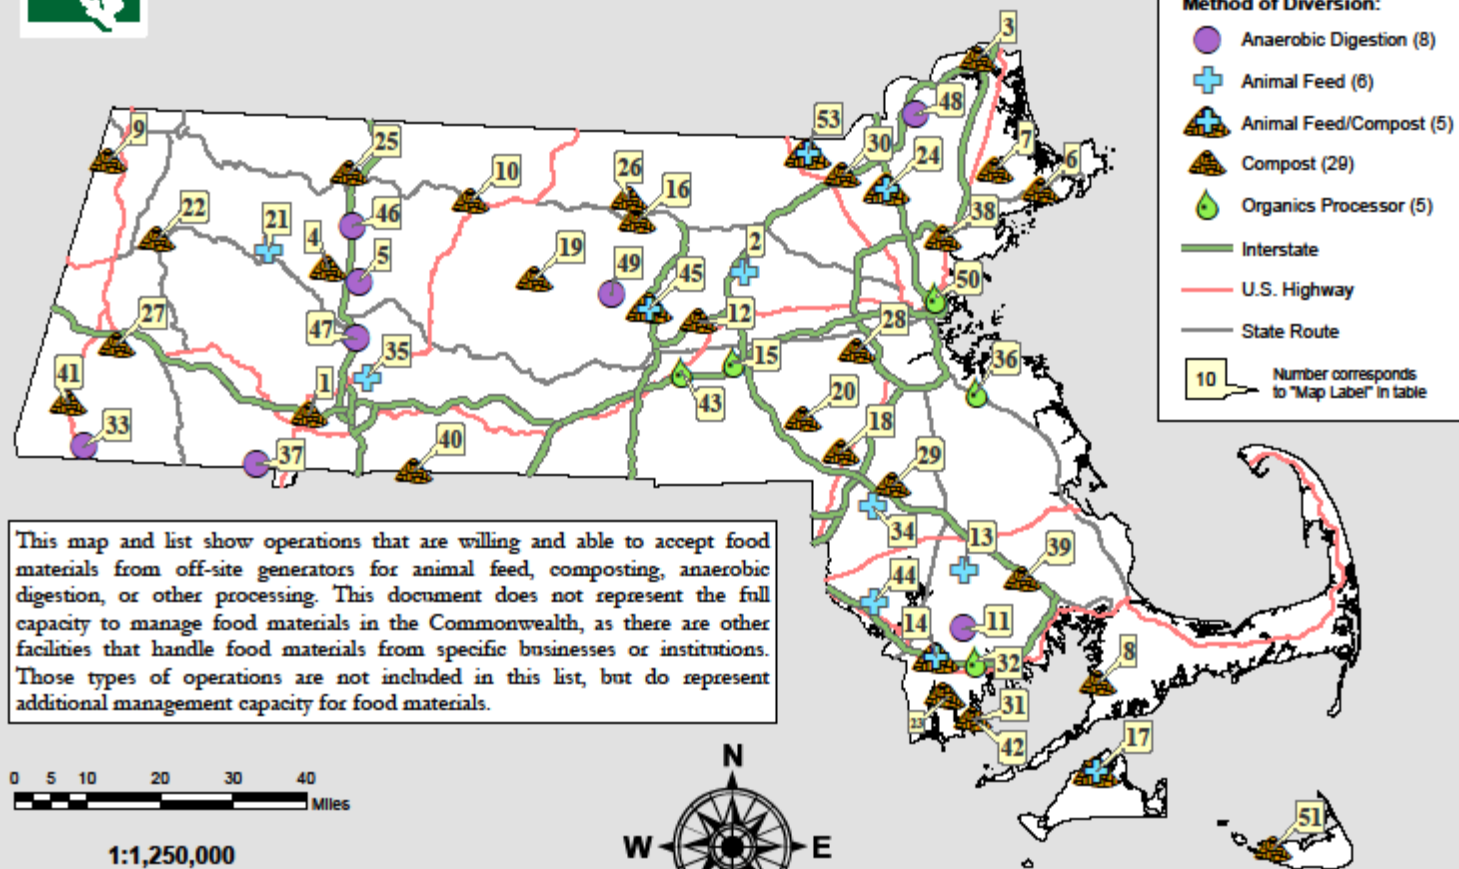 Method of Diversion:
Anaerobic Digestion (8)
Animal Feed (6)
Animal Feed/Compost (5)
Compost (29)
Organics Processor (5)
Interstate
U.S. Highway
State Route
10
Number corresponds
to "Map Label" in table
3
48
53
9
25
30
24
7
6
10
26
16
22
21
4
46
38
2
5
19
49
45
50
27
47
12
28
35
15
36
41
1
43
20
33
37
40
18
29
34
13
39
44
14
11
32
8
23
31
42
17
51
This map and list show operations that are willing and able to accept food
materials from off-site generators for animal feed, composting, anaerobic
digestion, or other processing. This document does not represent the full
capacity to manage food materials in the Commonwealth, as there are other
facilities that handle food materials from specific businesses or institutions.
Those types of operations are not included in this list, but do represent
additional management capacity for food materials.
0 5 10 20 30 40
Miles
1:1,250,000
N
W E